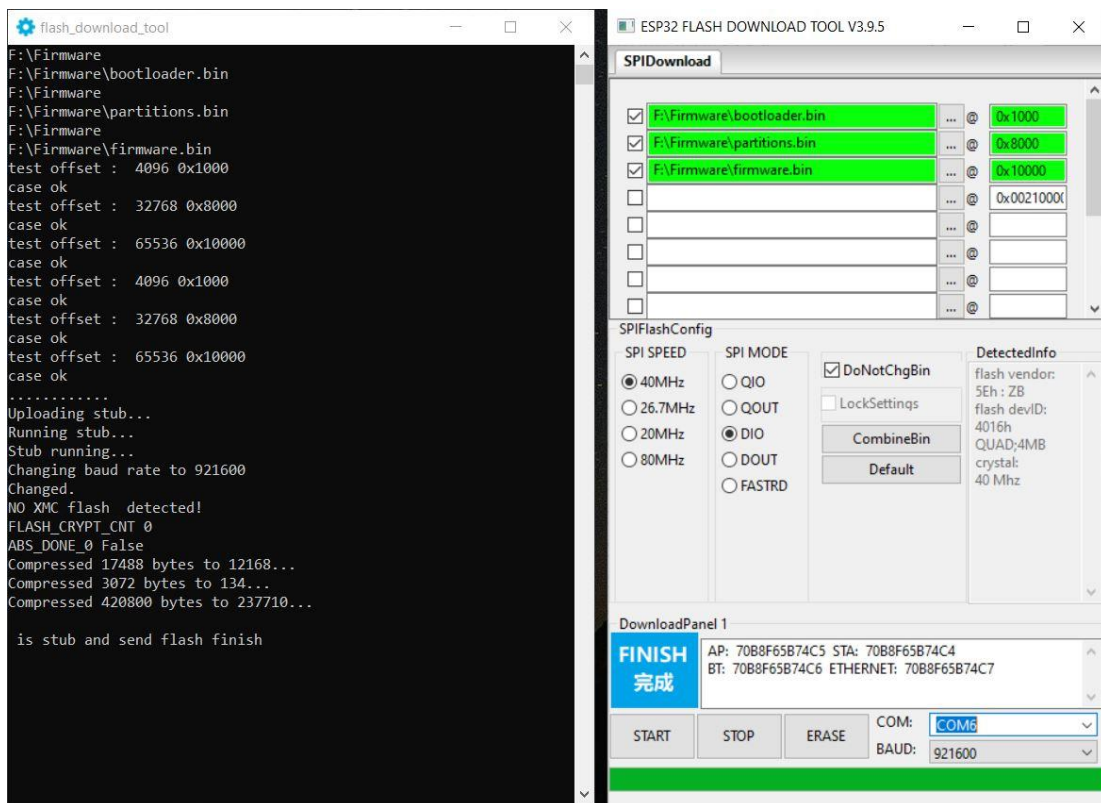 flash_download_tool
F:\Firmware
F:\Firmware\bootloader.bin
F:\Firmware
F:\Firmware\partitions.bin
F:\Firmware
F:\Firmware\firmware.bin
test offset :  4096 0x1000
case ok
test offset :  32768 0x8000
case ok
test offset :  65536 0x10000
case ok
test offset :  4096 0x1000
case ok
test offset :  32768 0x8000
case ok
test offset :  65536 0x10000
case ok
............
Uploading stub...
Running stub...
Stub running...
Changing baud rate to 921600
Changed.
NO XMC flash  detected!
FLASH_CRYPT_CNT 0
ABS_DONE_0 False
Compressed 17488 bytes to 12168...
Compressed 3072 bytes to 134...
Compressed 420800 bytes to 237710...
is stub and send flash finish
ESP32 FLASH DOWNLOAD TOOL V3.9.5
SPIDownload
F:\Firmware\bootloader.bin ... @ 0x1000
F:\Firmware\partitions.bin ... @ 0x8000
F:\Firmware\firmware.bin ... @ 0x10000
... @ 0x0021000
... @
... @
... @
... @
SPIFlashConfig
SPI SPEED
40MHz
26.7MHz
20MHz
80MHz
SPI MODE
QIO
QOUT
DIO
DOUT
FASTRD
DoNotChgBin
LockSettings
CombineBin
Default
DetectedInfo
flash vendor:
5Eh : ZB
flash devID:
4016h
QUAD;4MB
crystal:
40 Mhz
DownloadPanel 1
FINISH
完成
AP: 70B8F65B74C5 STA: 70B8F65B74C4
BT: 70B8F65B74C6 ETHERNET: 70B8F65B74C7
START STOP ERASE
COM: COM6
BAUD: 921600